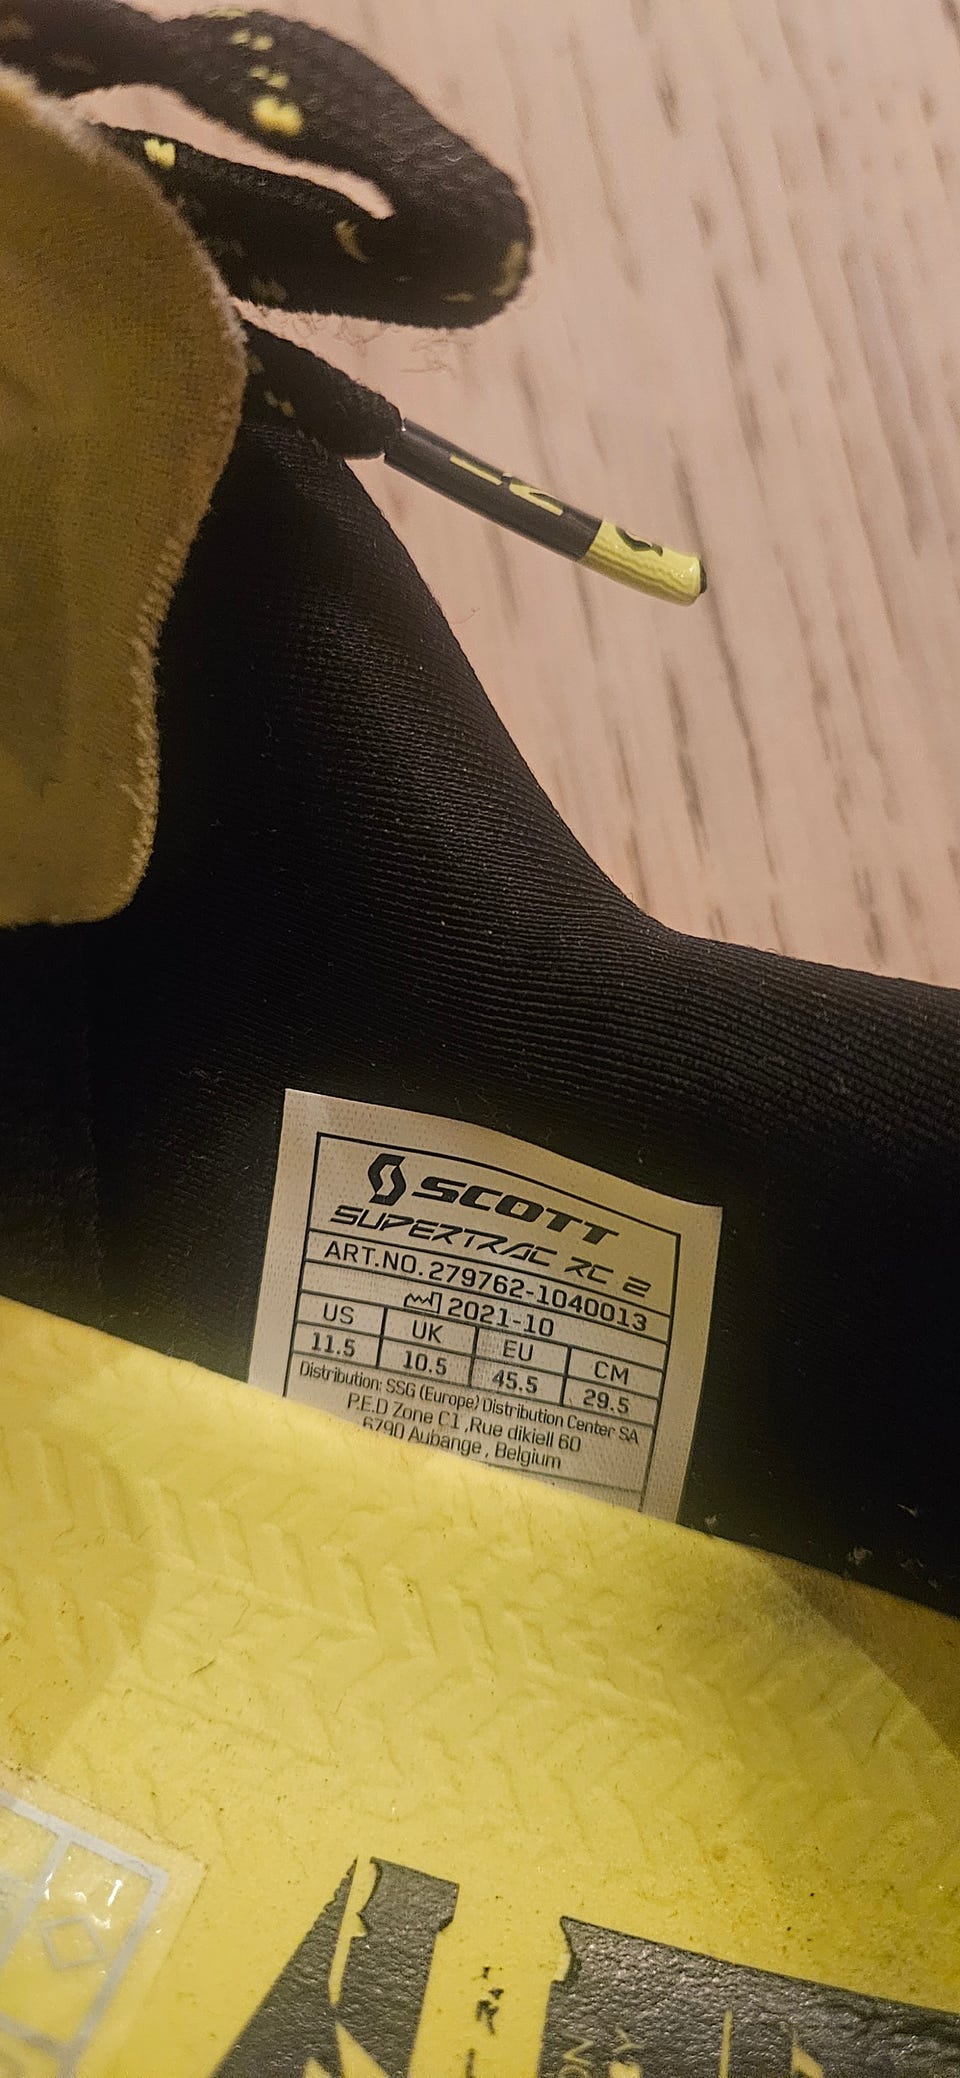 SCOTT
SUPERTRAC RC 2
ART.NO. 279762-1040013
2021-10
US UK EU CM
11.5 10.5 45.5 29.5
Distribution: SSG (Europe) Distribution Center SA
P.E.D Zone C1 ,Rue dikiell 60
6790 Aubange , Belgium